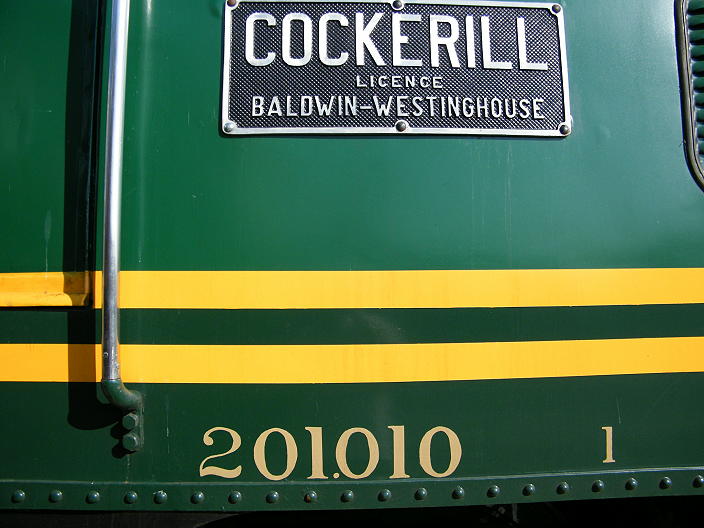 COCKERILL
LICENCE
BALDWIN-WESTINGHOUSE
201.010 1